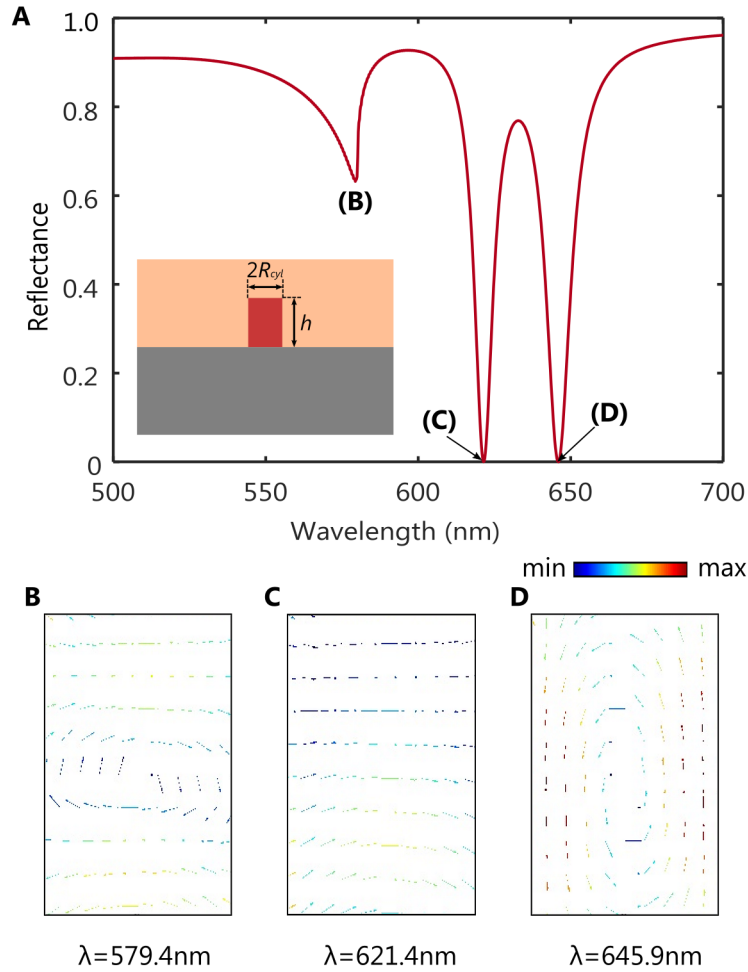 A
1.0
0.8
0.6
0.4
0.2
0
Reflectance
(B)
2Rcyl
h
(C)
(D)
500
550
600
650
700
Wavelength (nm)
min
max
B
C
D
λ=579.4nm
λ=621.4nm
λ=645.9nm